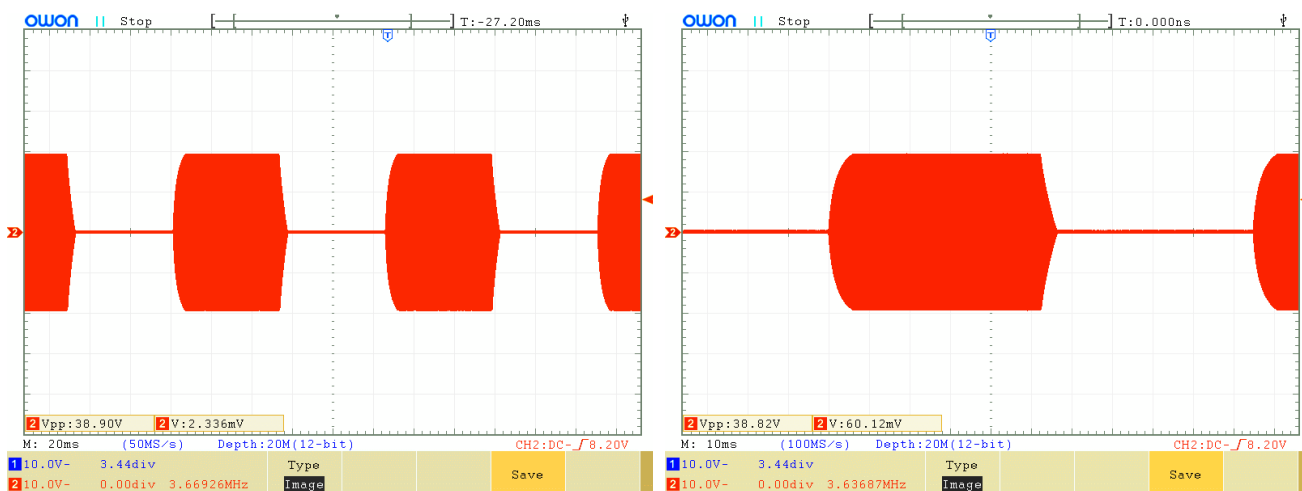 owon Stop T:-27.20ms
T
2
2 Vpp:38.90V 2 V:2.336mV
M: 20ms (50MS/s) Depth:20M(12-bit) CH2:DC-8.20V
1 10.0V- 3.44div Type
2 10.0V- 0.00div 3.66926MHz Image Save
owon Stop T:0.000ns
T
2
2 Vpp:38.82V 2 V:60.12mV
M: 10ms (100MS/s) Depth:20M(12-bit) CH2:DC-8.20V
1 10.0V- 3.44div Type
2 10.0V- 0.00div 3.63687MHz Image Save